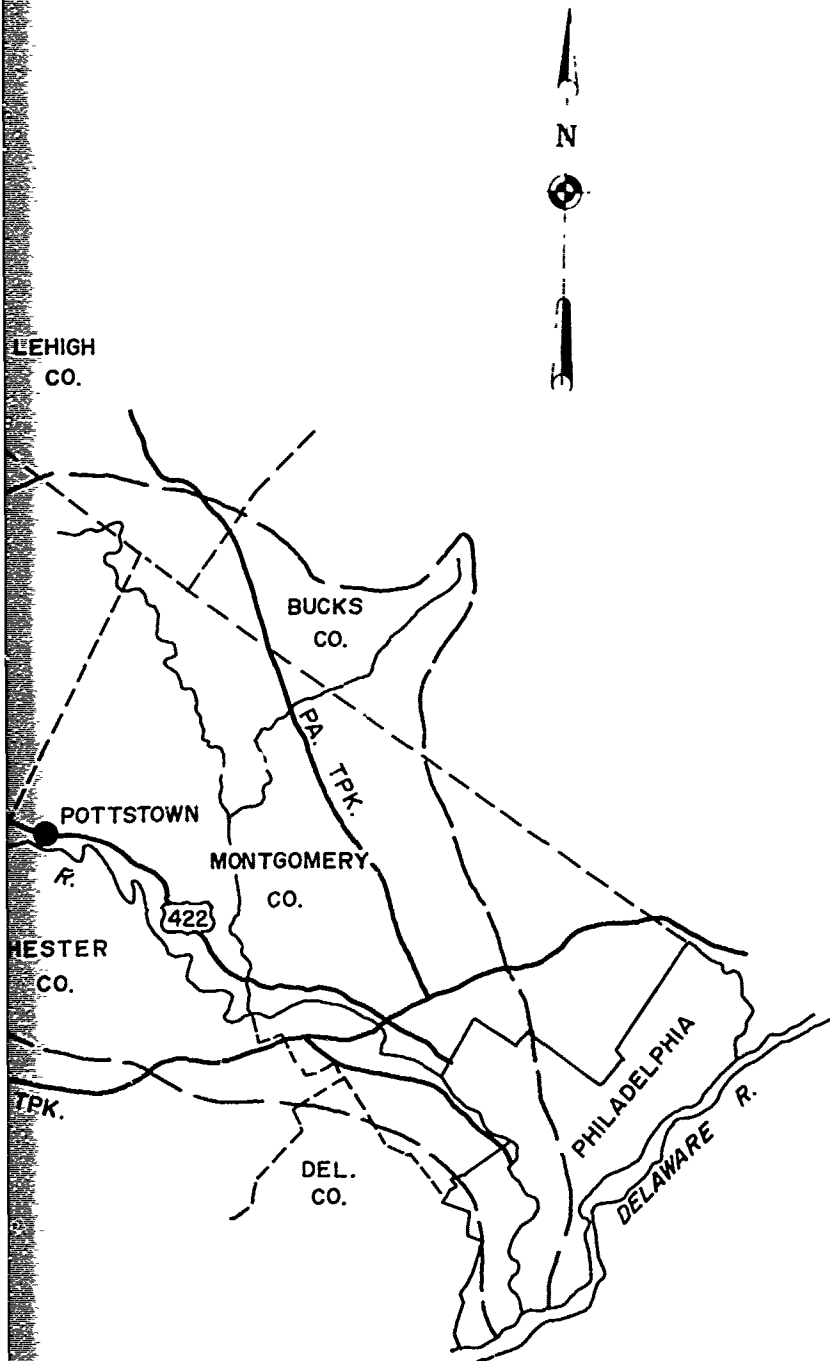 N
LEHIGH
CO.
BUCKS
CO.
PA. TPK.
POTTSTOWN
R.
MONTGOMERY
CO.
422
HESTER
CO.
TPK.
PHILADELPHIA
DEL.
CO.
DELAWARE R.